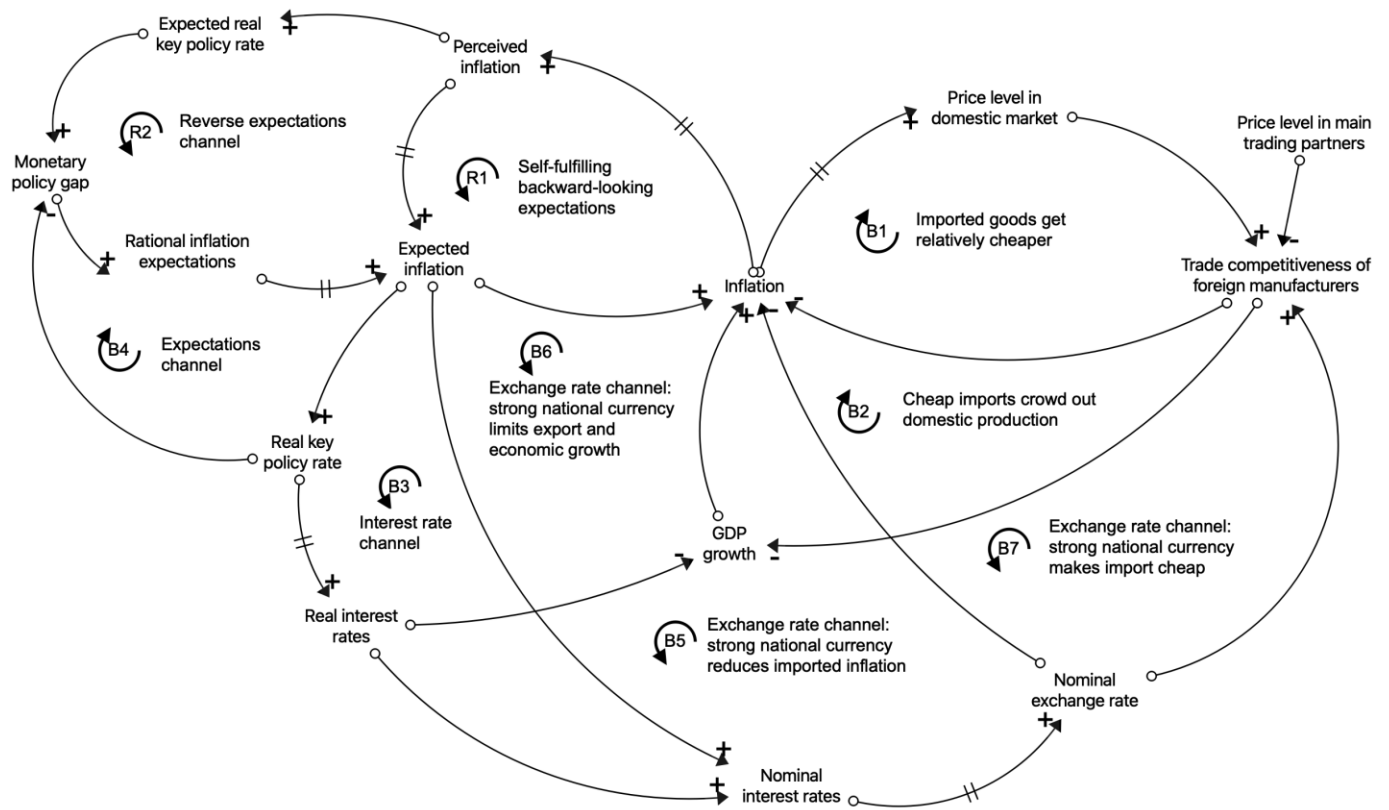 Expected real
key policy rate
+
Perceived
inflation
+
Price level in
domestic market
+
Price level in main
trading partners
R2
Reverse expectations
channel
+
Monetary
policy gap
-
R1
Self-fulfilling
backward-looking
expectations
+
B1
Imported goods get
relatively cheaper
+
-
Rational inflation
expectations
+
+
Expected
inflation
Inflation
+
+
-
-
Trade competitiveness of
foreign manufacturers
+
B4
Expectations
channel
B6
Exchange rate channel:
strong national currency
limits export and
economic growth
B2
Cheap imports crowd out
domestic production
+
Real key
policy rate
B3
Interest rate
channel
GDP
growth
-
-
B7
Exchange rate channel:
strong national currency
makes import cheap
+
Real interest
rates
B5
Exchange rate channel:
strong national currency
reduces imported inflation
Nominal
exchange rate
+
+
+
Nominal
interest rates